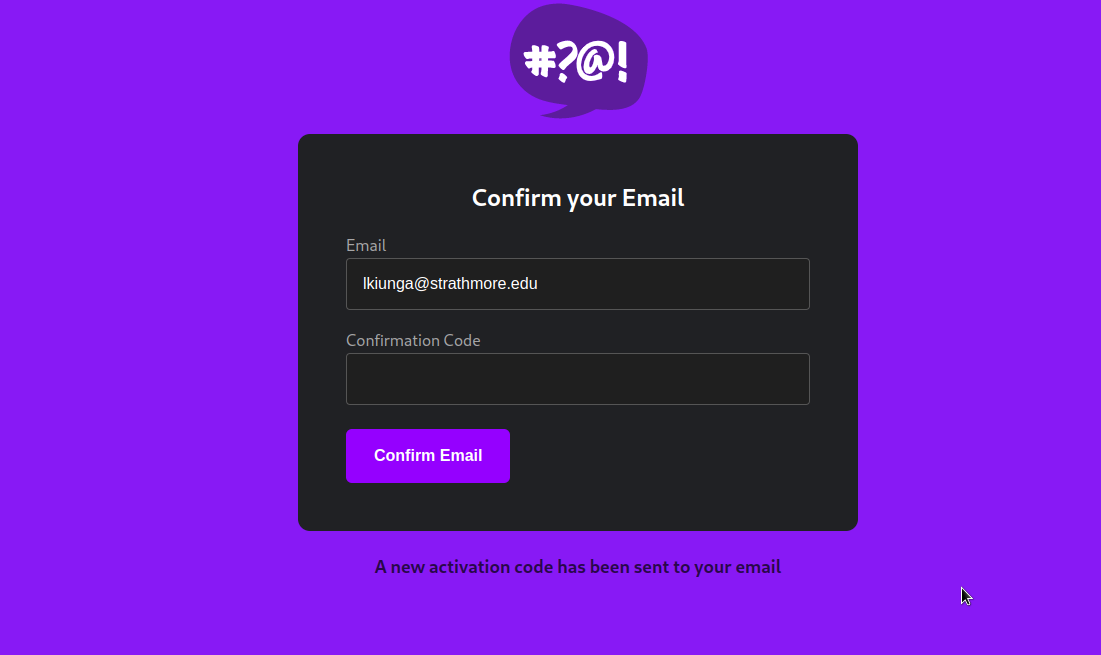 #?@!
Confirm your Email
Email
lkiunga@strathmore.edu
Confirmation Code
Confirm Email
A new activation code has been sent to your email